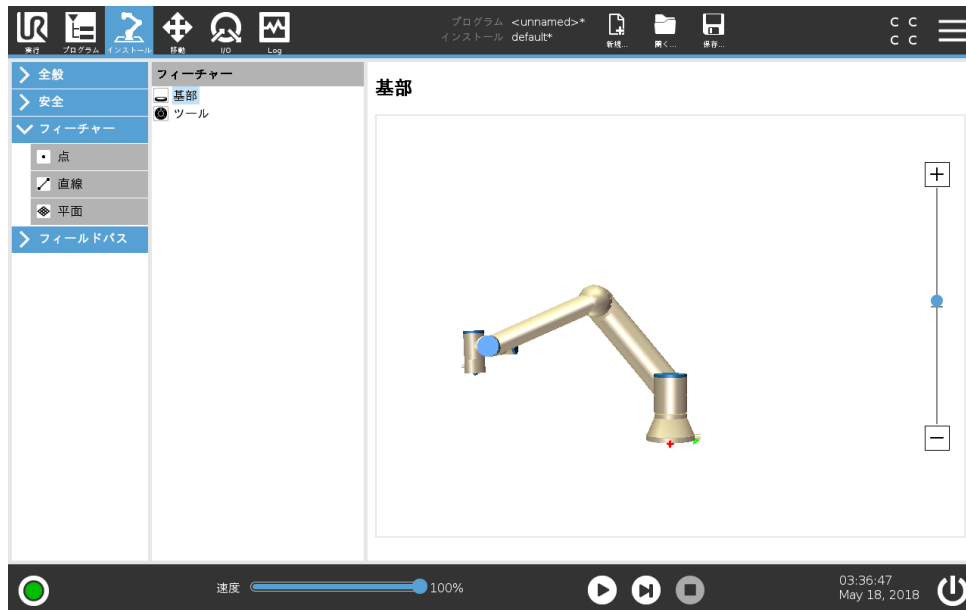 プログラム <unnamed>*
インストール default*
UR
実行
プログラム
インストール
移動
I/O
Log
新規...
開く...
保存...
C C
C C
全般
安全
フィーチャー
点
直線
平面
フィールドバス
フィーチャー
基部
ツール
基部
+
−
速度
100%
03:36:47
May 18, 2018